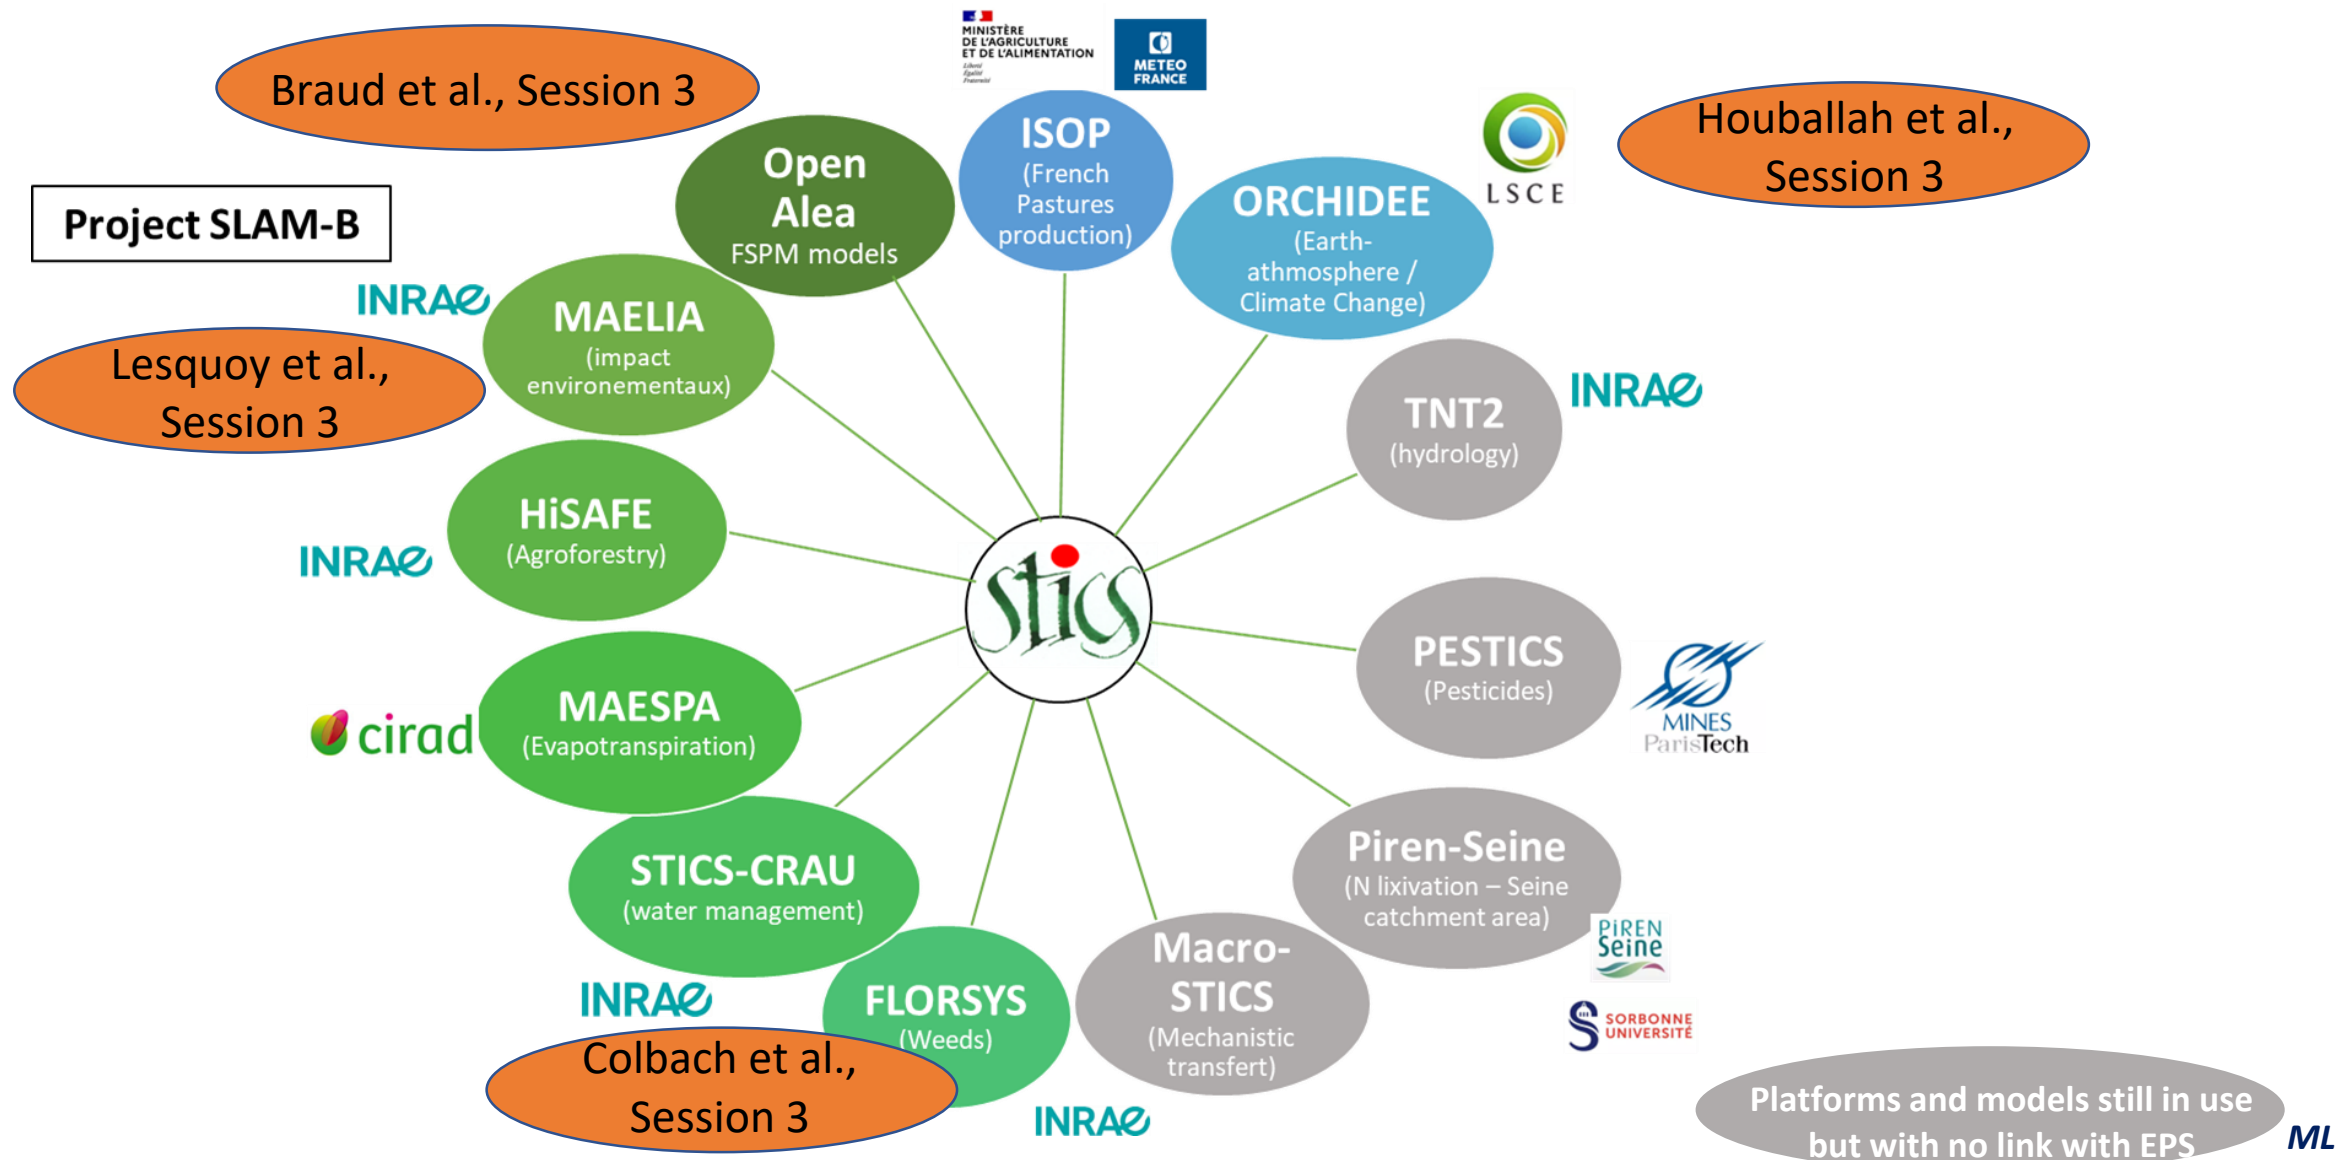 MINISTÈRE
DE L'AGRICULTURE
ET DE L'ALIMENTATION
Liberté
Égalité
Fraternité
METEO
FRANCE
Braud et al., Session 3
Houballah et al.,
Session 3
LSCE
Project SLAM-B
Open
Alea
FSPM models
ISOP
(French
Pastures
production)
ORCHIDEE
(Earth-
athmosphere /
Climate Change)
INRAE
MAELIA
(impact
environementaux)
Lesquoy et al.,
Session 3
TNT2
(hydrology)
INRAE
HiSAFE
(Agroforestry)
INRAE
stics
PESTICS
(Pesticides)
MINES
ParisTech
cirad
MAESPA
(Evapotranspiration)
STICS-CRAU
(water management)
INRAE
Piren-Seine
(N lixivation – Seine
catchment area)
PiREN
Seine
SORBONNE
UNIVERSITÉ
FLORSYS
(Weeds)
Colbach et al.,
Session 3
INRAE
Macro-
STICS
(Mechanistic
transfert)
Platforms and models still in use
but with no link with EPS
ML